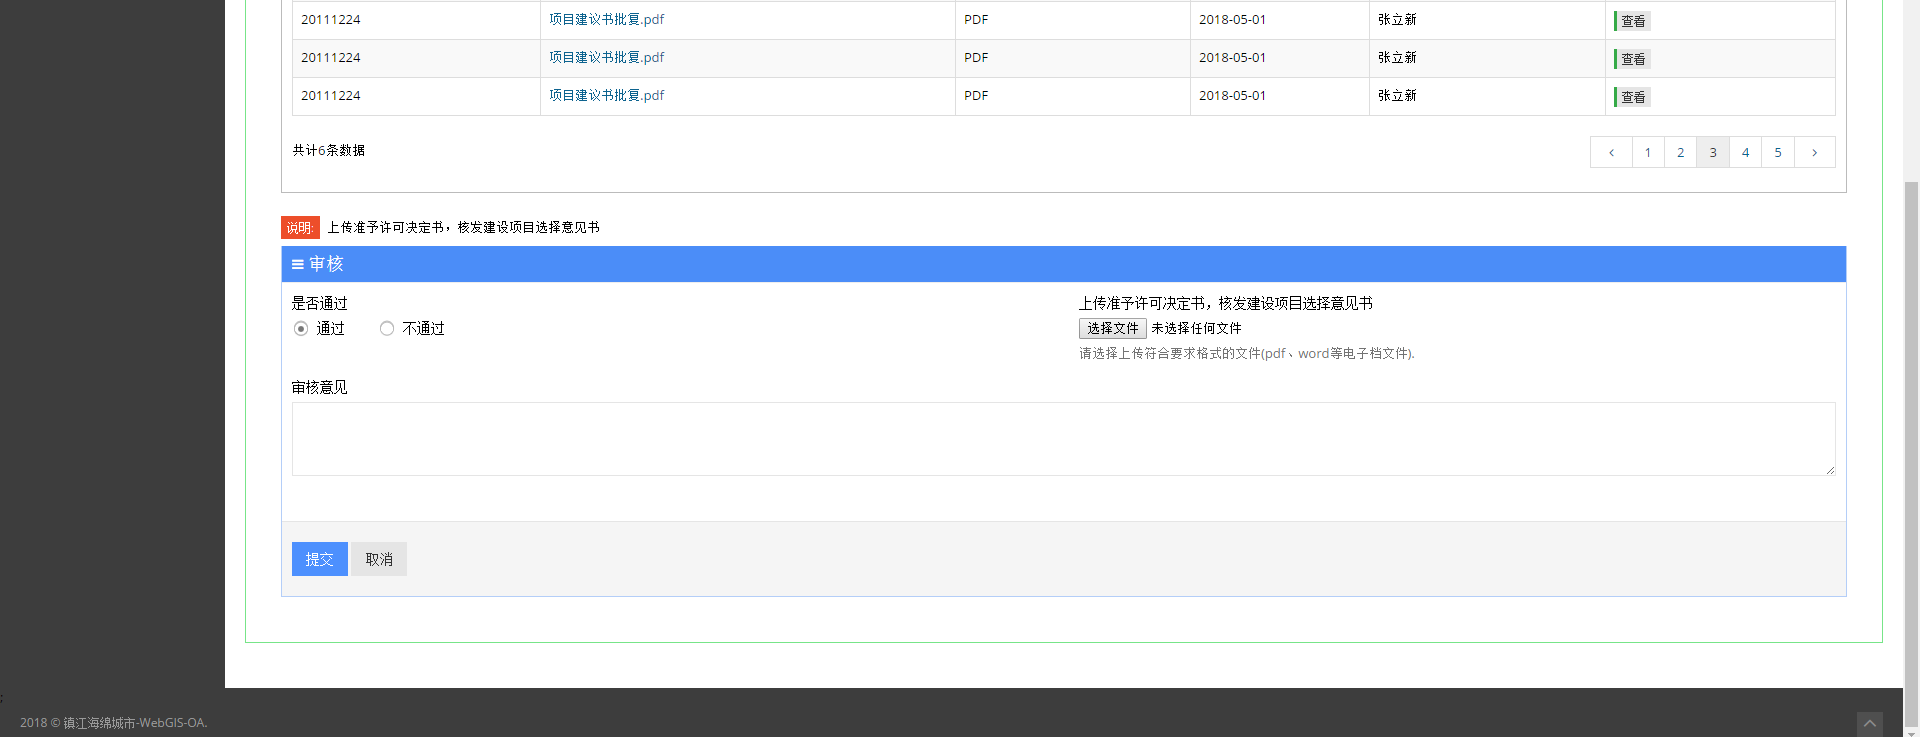 20111224 项目建议书批复.pdf PDF 2018-05-01 张立新 查看
20111224 项目建议书批复.pdf PDF 2018-05-01 张立新 查看
20111224 项目建议书批复.pdf PDF 2018-05-01 张立新 查看
共计6条数据 ‹ 1 2 3 4 5 ›
说明: 上传准予许可决定书，核发建设项目选择意见书
审核
是否通过
通过 不通过
上传准予许可决定书，核发建设项目选择意见书
选择文件 未选择任何文件
请选择上传符合要求格式的文件(pdf、word等电子档文件).
审核意见
提交 取消
:
2018 © 镇江海绵城市-WebGIS-OA.